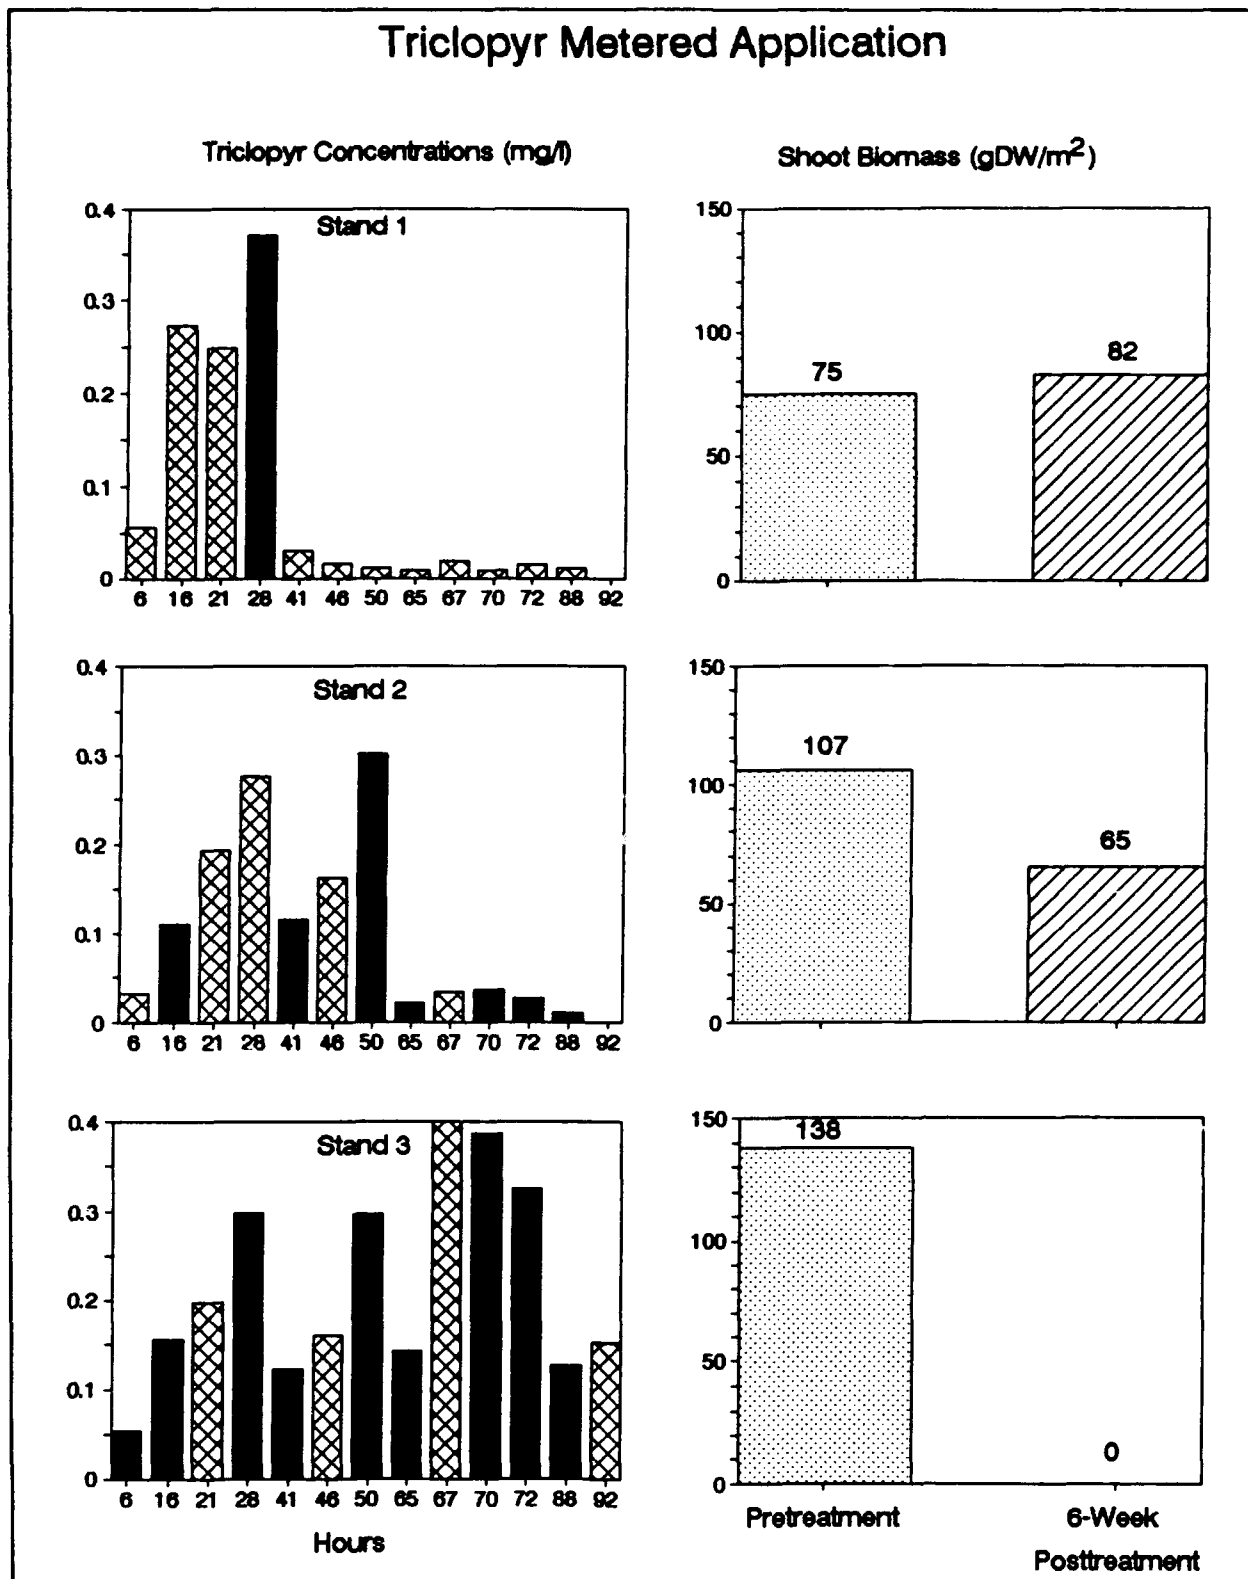 Triclopyr Metered Application
Triclopyr Concentrations (mg/l)
Shoot Biomass (gDW/m²)
Stand 1
0.4
0.3
0.2
0.1
0
6 16 21 28 41 46 50 65 67 70 72 88 92
150
100
50
0
75
82
Stand 2
0.4
0.3
0.2
0.1
0
6 16 21 28 41 46 50 65 67 70 72 88 92
150
100
50
0
107
65
Stand 3
0.4
0.3
0.2
0.1
0
6 16 21 28 41 46 50 65 67 70 72 88 92
Hours
150
100
50
0
138
0
Pretreatment
6-Week
Posttreatment